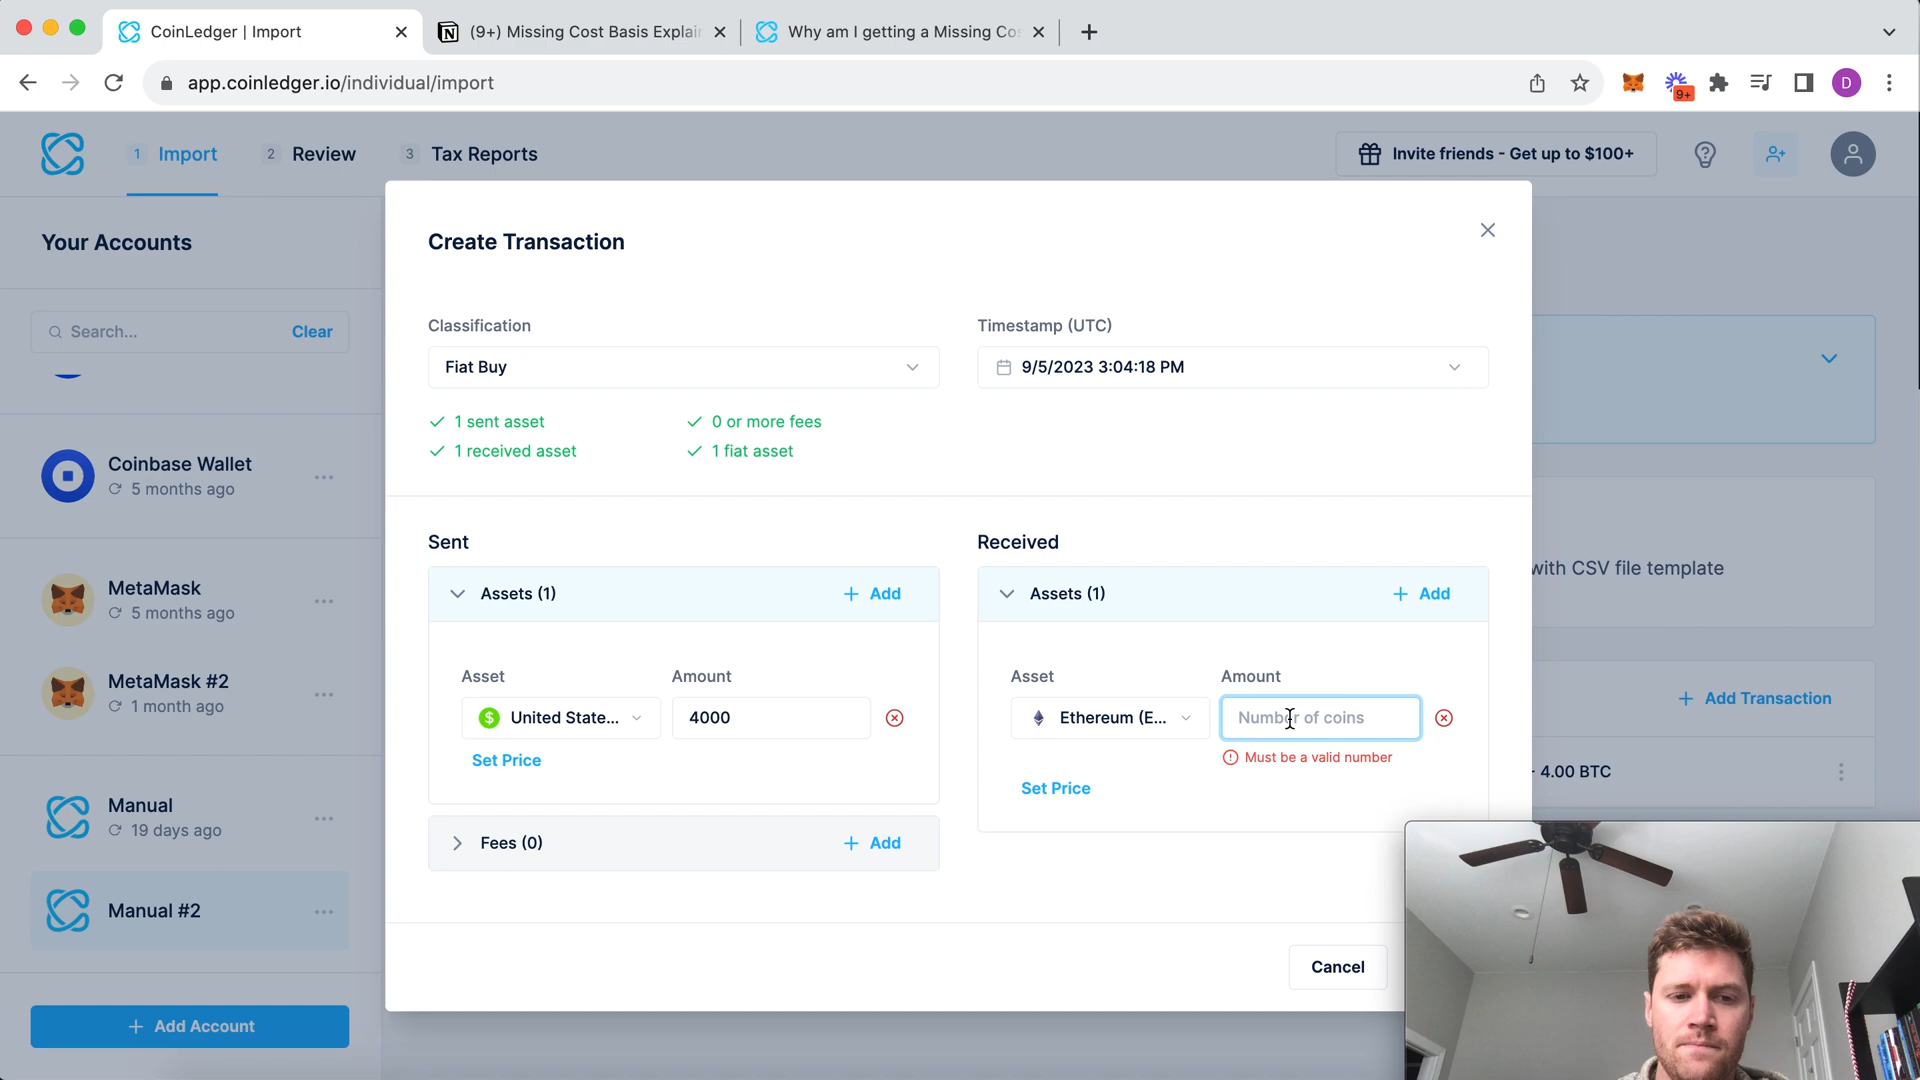 CoinLedger | Import
(9+) Missing Cost Basis Explai
Why am I getting a Missing Co
app.coinledger.io/individual/import
9+
D
1 Import
2 Review
3 Tax Reports
Invite friends - Get up to $100+
Your Accounts
Search...
Clear
Coinbase Wallet
5 months ago
MetaMask
5 months ago
MetaMask #2
1 month ago
Manual
19 days ago
Manual #2
+ Add Account
Create Transaction
Classification
Timestamp (UTC)
Fiat Buy
9/5/2023 3:04:18 PM
1 sent asset
0 or more fees
1 received asset
1 fiat asset
Sent
Received
Assets (1)
+ Add
Assets (1)
+ Add
Asset
Amount
Asset
Amount
$ United State...
4000
Ethereum (E...
Number of coins
Must be a valid number
Set Price
Set Price
Fees (0)
+ Add
Cancel
with CSV file template
+ Add Transaction
4.00 BTC